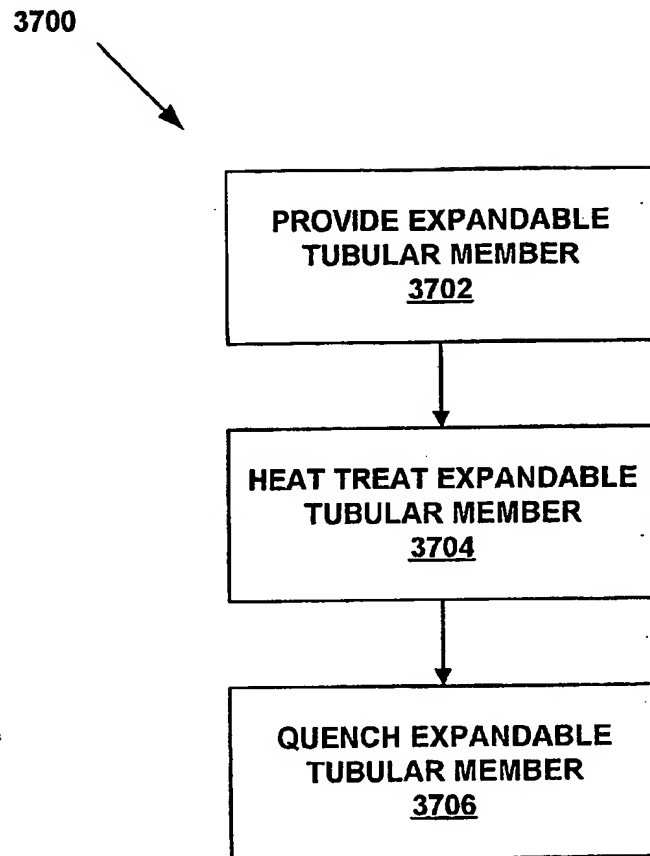 3700
PROVIDE EXPANDABLE
TUBULAR MEMBER
3702
HEAT TREAT EXPANDABLE
TUBULAR MEMBER
3704
QUENCH EXPANDABLE
TUBULAR MEMBER
3706